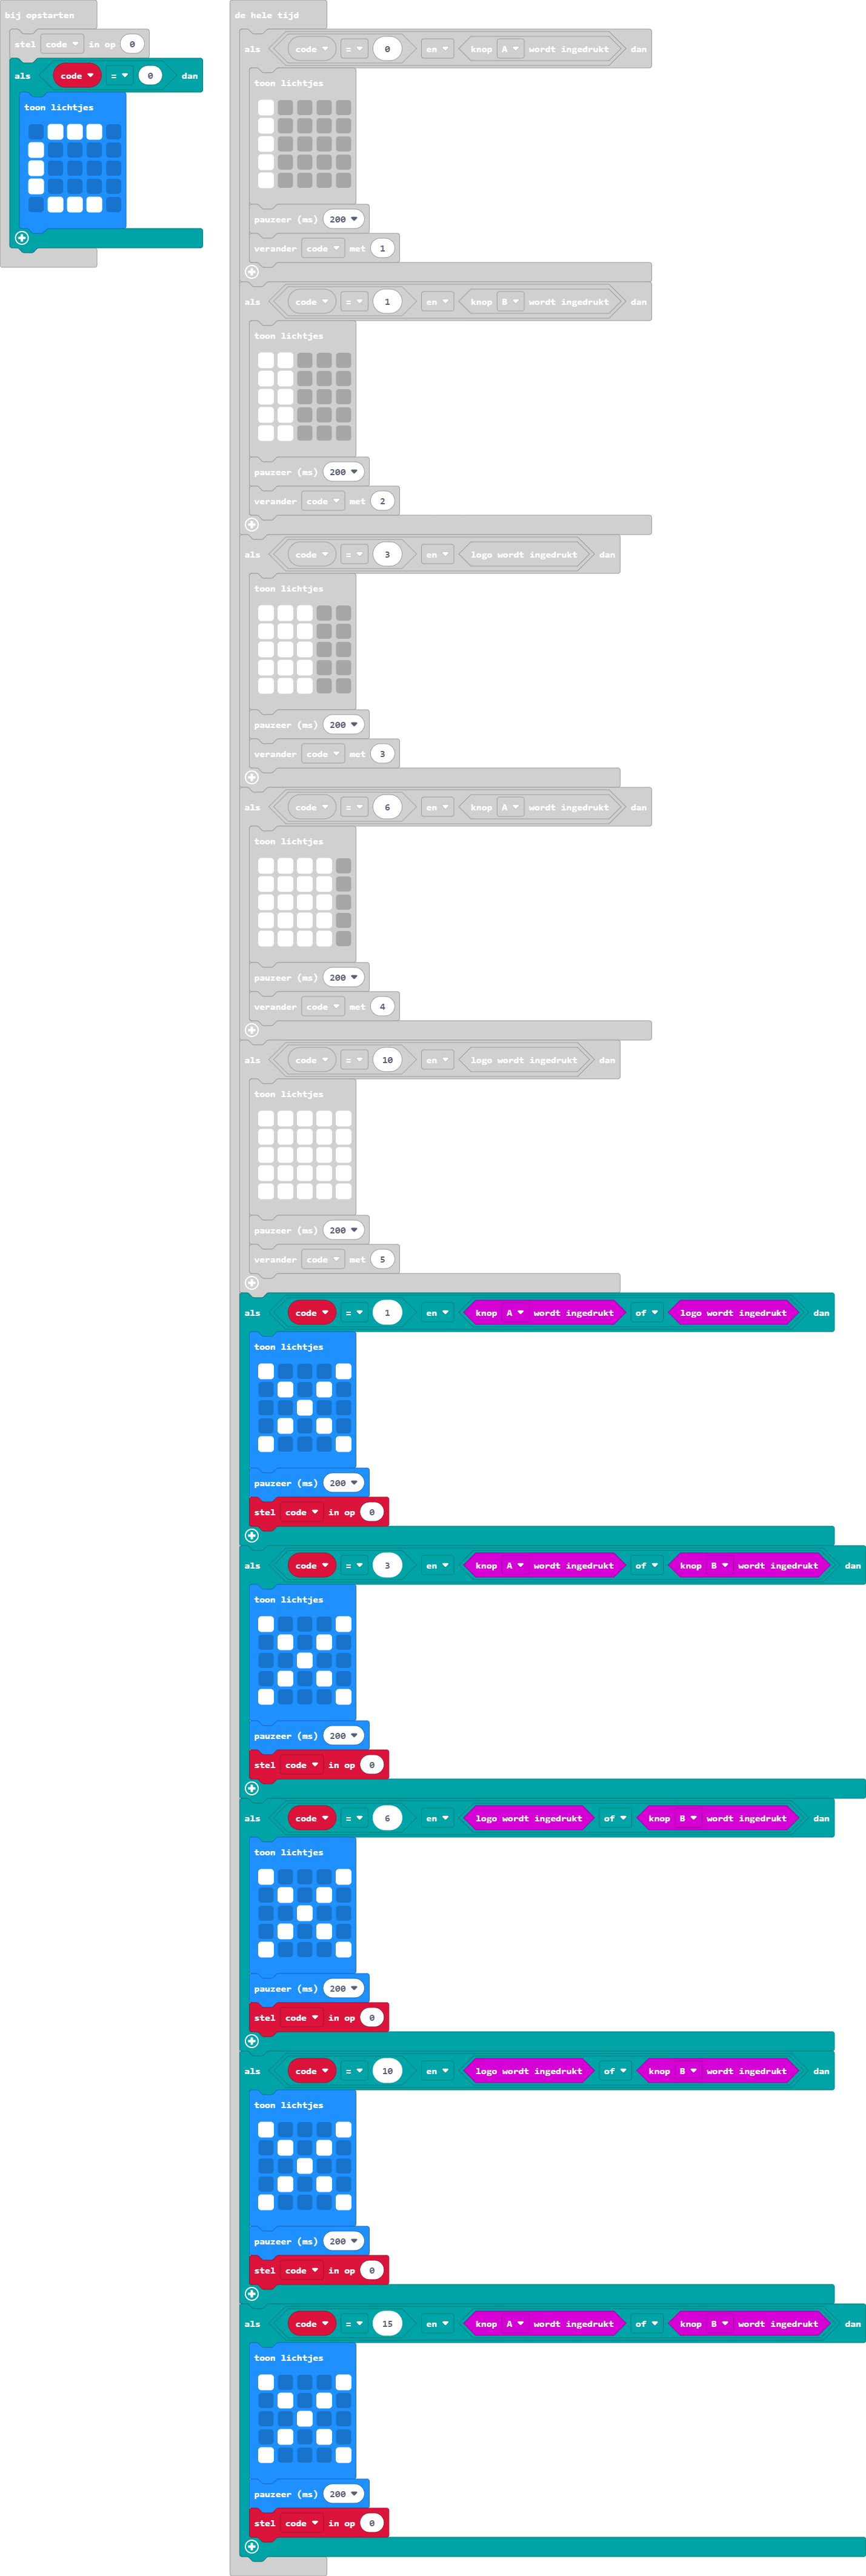 bij opstarten
stel code in op 0
als code = 0 dan
toon lichtjes
de hele tijd
als code = 0 en knop A wordt ingedrukt dan
toon lichtjes
pauzeer (ms) 200
verander code met 1
als code = 1 en knop B wordt ingedrukt dan
toon lichtjes
pauzeer (ms) 200
verander code met 2
als code = 3 en logo wordt ingedrukt dan
toon lichtjes
pauzeer (ms) 200
verander code met 3
als code = 6 en knop A wordt ingedrukt dan
toon lichtjes
pauzeer (ms) 200
verander code met 4
als code = 10 en logo wordt ingedrukt dan
toon lichtjes
pauzeer (ms) 200
verander code met 5
als code = 1 en knop A wordt ingedrukt of logo wordt ingedrukt dan
toon lichtjes
pauzeer (ms) 200
stel code in op 0
als code = 3 en knop A wordt ingedrukt of knop B wordt ingedrukt dan
toon lichtjes
pauzeer (ms) 200
stel code in op 0
als code = 6 en logo wordt ingedrukt of knop B wordt ingedrukt dan
toon lichtjes
pauzeer (ms) 200
stel code in op 0
als code = 10 en logo wordt ingedrukt of knop B wordt ingedrukt dan
toon lichtjes
pauzeer (ms) 200
stel code in op 0
als code = 15 en knop A wordt ingedrukt of knop B wordt ingedrukt dan
toon lichtjes
pauzeer (ms) 200
stel code in op 0